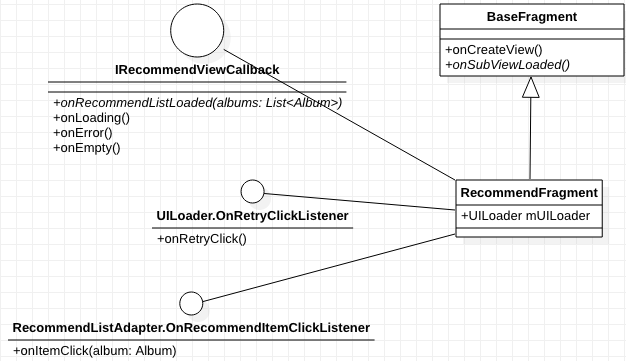 BaseFragment
+onCreateView()
+onSubViewLoaded()
IRecommendViewCallback
+onRecommendListLoaded(albums: List<Album>)
+onLoading()
+onError()
+onEmpty()
RecommendFragment
+UILoader mUILoader
UILoader.OnRetryClickListener
+onRetryClick()
RecommendListAdapter.OnRecommendItemClickListener
+onItemClick(album: Album)